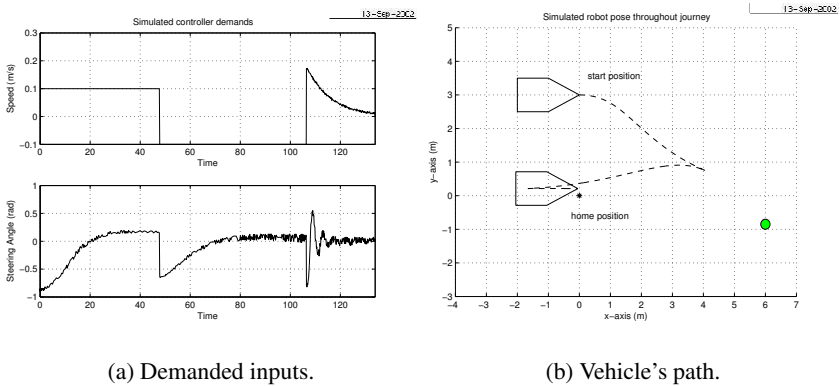 13-Sep-2002
Simulated controller demands
Speed (m/s)
0.3
0.2
0.1
0
-0.1
0 20 40 60 80 100 120
Time
Steering Angle (rad)
1
0.5
0
-0.5
-1
0 20 40 60 80 100 120
Time
(a) Demanded inputs.
13-Sep-2002
Simulated robot pose throughout journey
y-axis (m)
5
4
3
2
1
0
-1
-2
-3
start position
home position
-4 -3 -2 -1 0 1 2 3 4 5 6 7
x-axis (m)
(b) Vehicle's path.